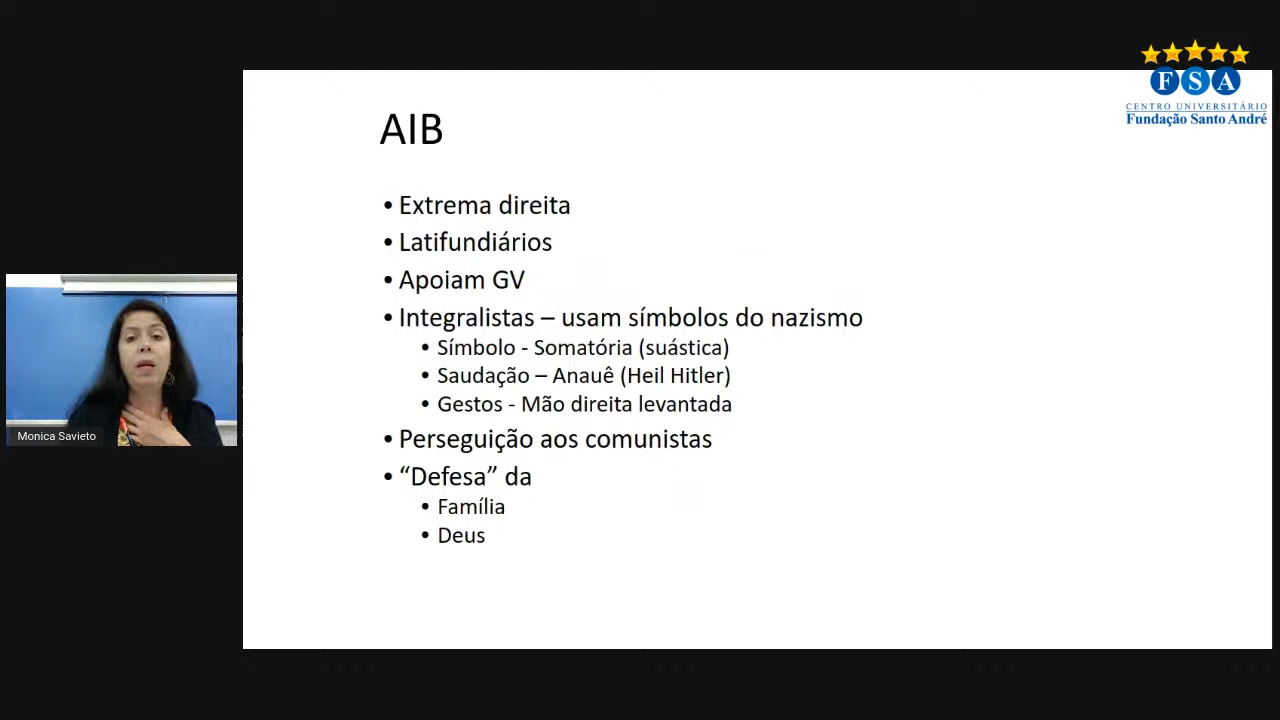 FSA
CENTRO UNIVERSITÁRIO
Fundação Santo André
AIB
• Extrema direita
• Latifundiários
• Apoiam GV
• Integralistas – usam símbolos do nazismo
• Símbolo - Somatória (suástica)
• Saudação – Anauê (Heil Hitler)
• Gestos - Mão direita levantada
• Perseguição aos comunistas
• “Defesa” da
• Família
• Deus
Monica Savieto